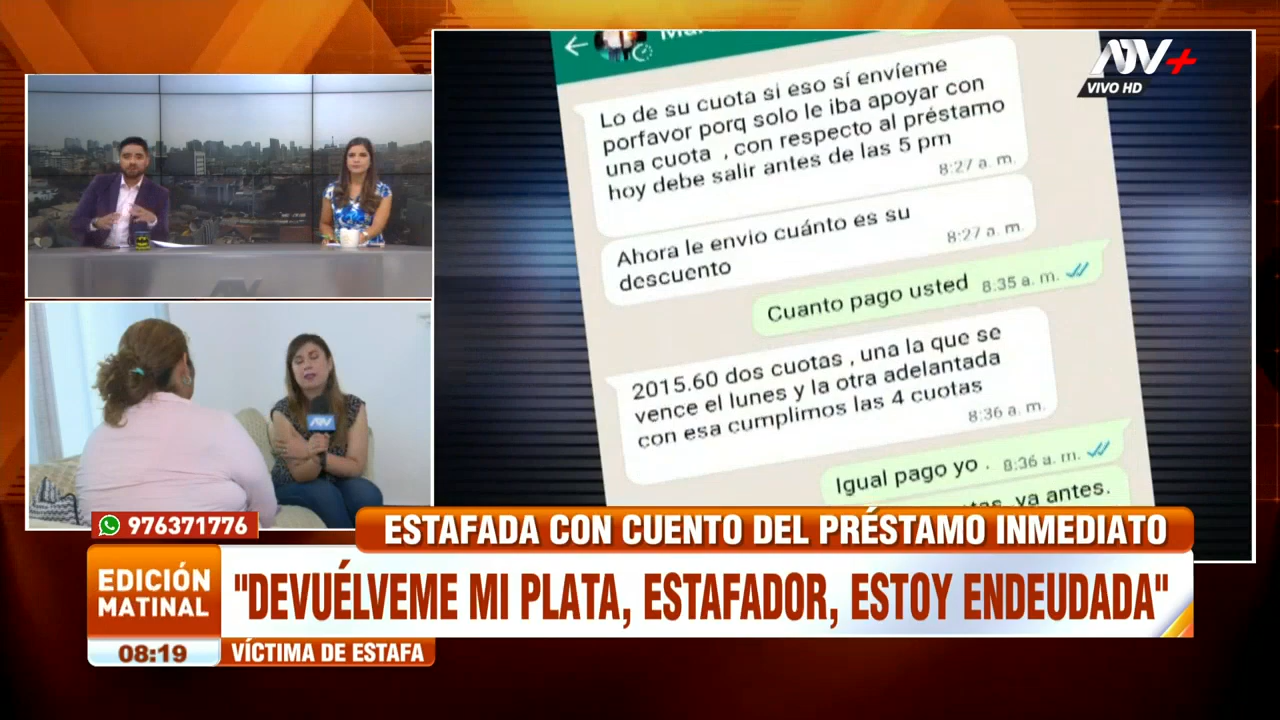 ATV+
VIVO HD
Lo de su cuota si eso sí envíeme
porfavor porq solo le iba apoyar con
una cuota , con respecto al préstamo
hoy debe salir antes de las 5 pm
8:27 a. m.
Ahora le envio cuánto es su
descuento
8:27 a. m.
Cuanto pago usted 8:35 a. m.
2015.60 dos cuotas , una la que se
vence el lunes y la otra adelantada
con esa cumplimos las 4 cuotas
8:36 a. m.
Igual pago yo . 8:36 a. m.
ya antes.
ATV
976371776
ESTAFADA CON CUENTO DEL PRÉSTAMO INMEDIATO
EDICIÓN
MATINAL
"DEVUÉLVEME MI PLATA, ESTAFADOR, ESTOY ENDEUDADA"
08:19
VÍCTIMA DE ESTAFA